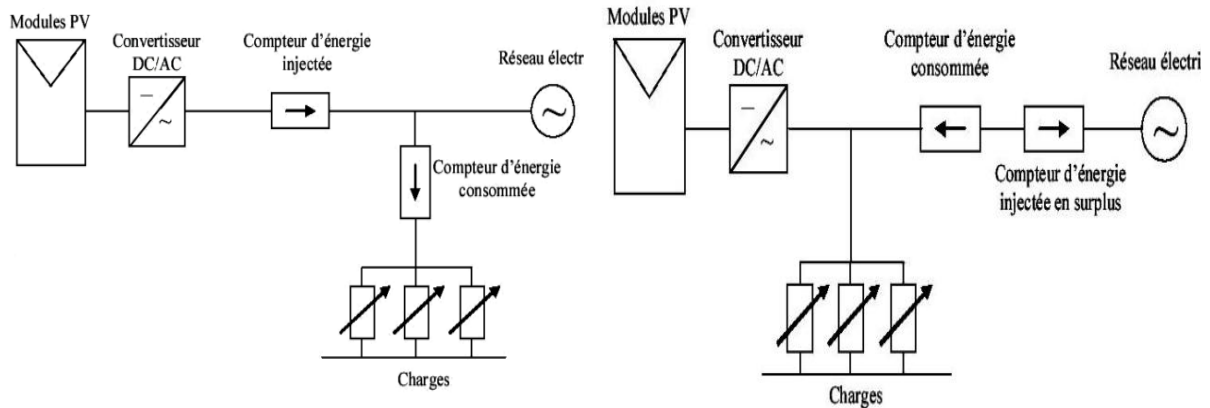 Modules PV
Convertisseur
DC/AC
Compteur d'énergie
injectée
Réseau électr
Compteur d'énergie
consommée
Charges
Modules PV
Convertisseur
DC/AC
Compteur d'énergie
consommée
Réseau électri
Compteur d'énergie
injectée en surplus
Charges